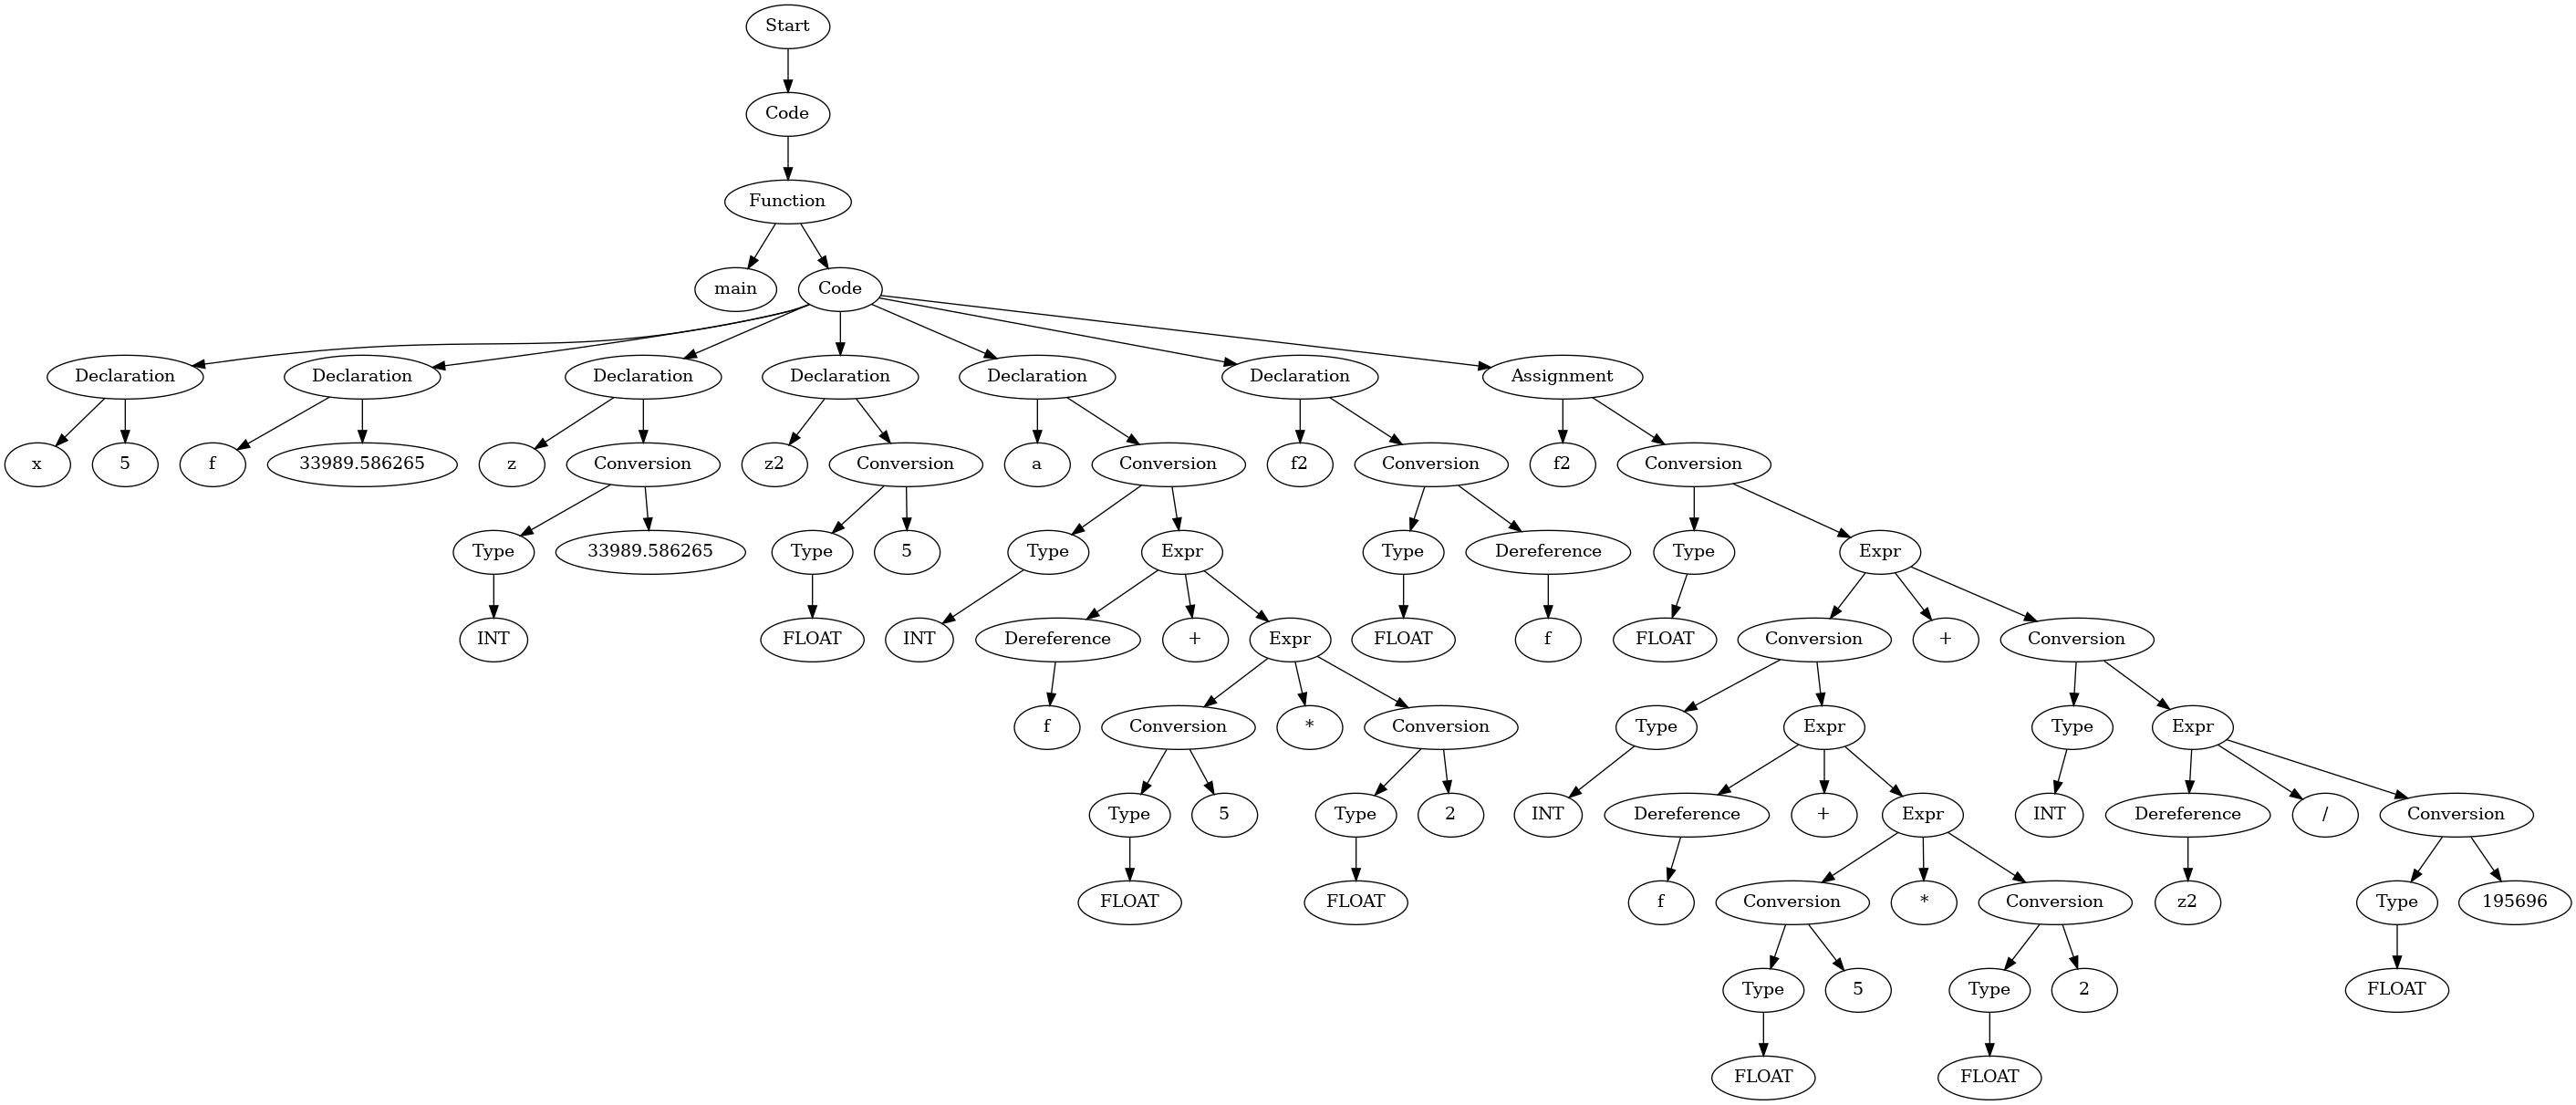 Start
Code
Function
main Code
Declaration Declaration Declaration Declaration Declaration Declaration Assignment
x 5 f 33989.586265 z Conversion z2 Conversion a Conversion f2 Conversion f2 Conversion
Type 33989.586265 Type 5 Type Expr Type Dereference Type Expr
INT FLOAT INT Dereference + Expr FLOAT f FLOAT Conversion + Conversion
f Conversion * Conversion Type Expr Type Expr
Type 5 Type 2 INT Dereference + Expr INT Dereference / Conversion
FLOAT FLOAT f Conversion * Conversion z2 Type 195696
Type 5 Type 2 FLOAT
FLOAT FLOAT